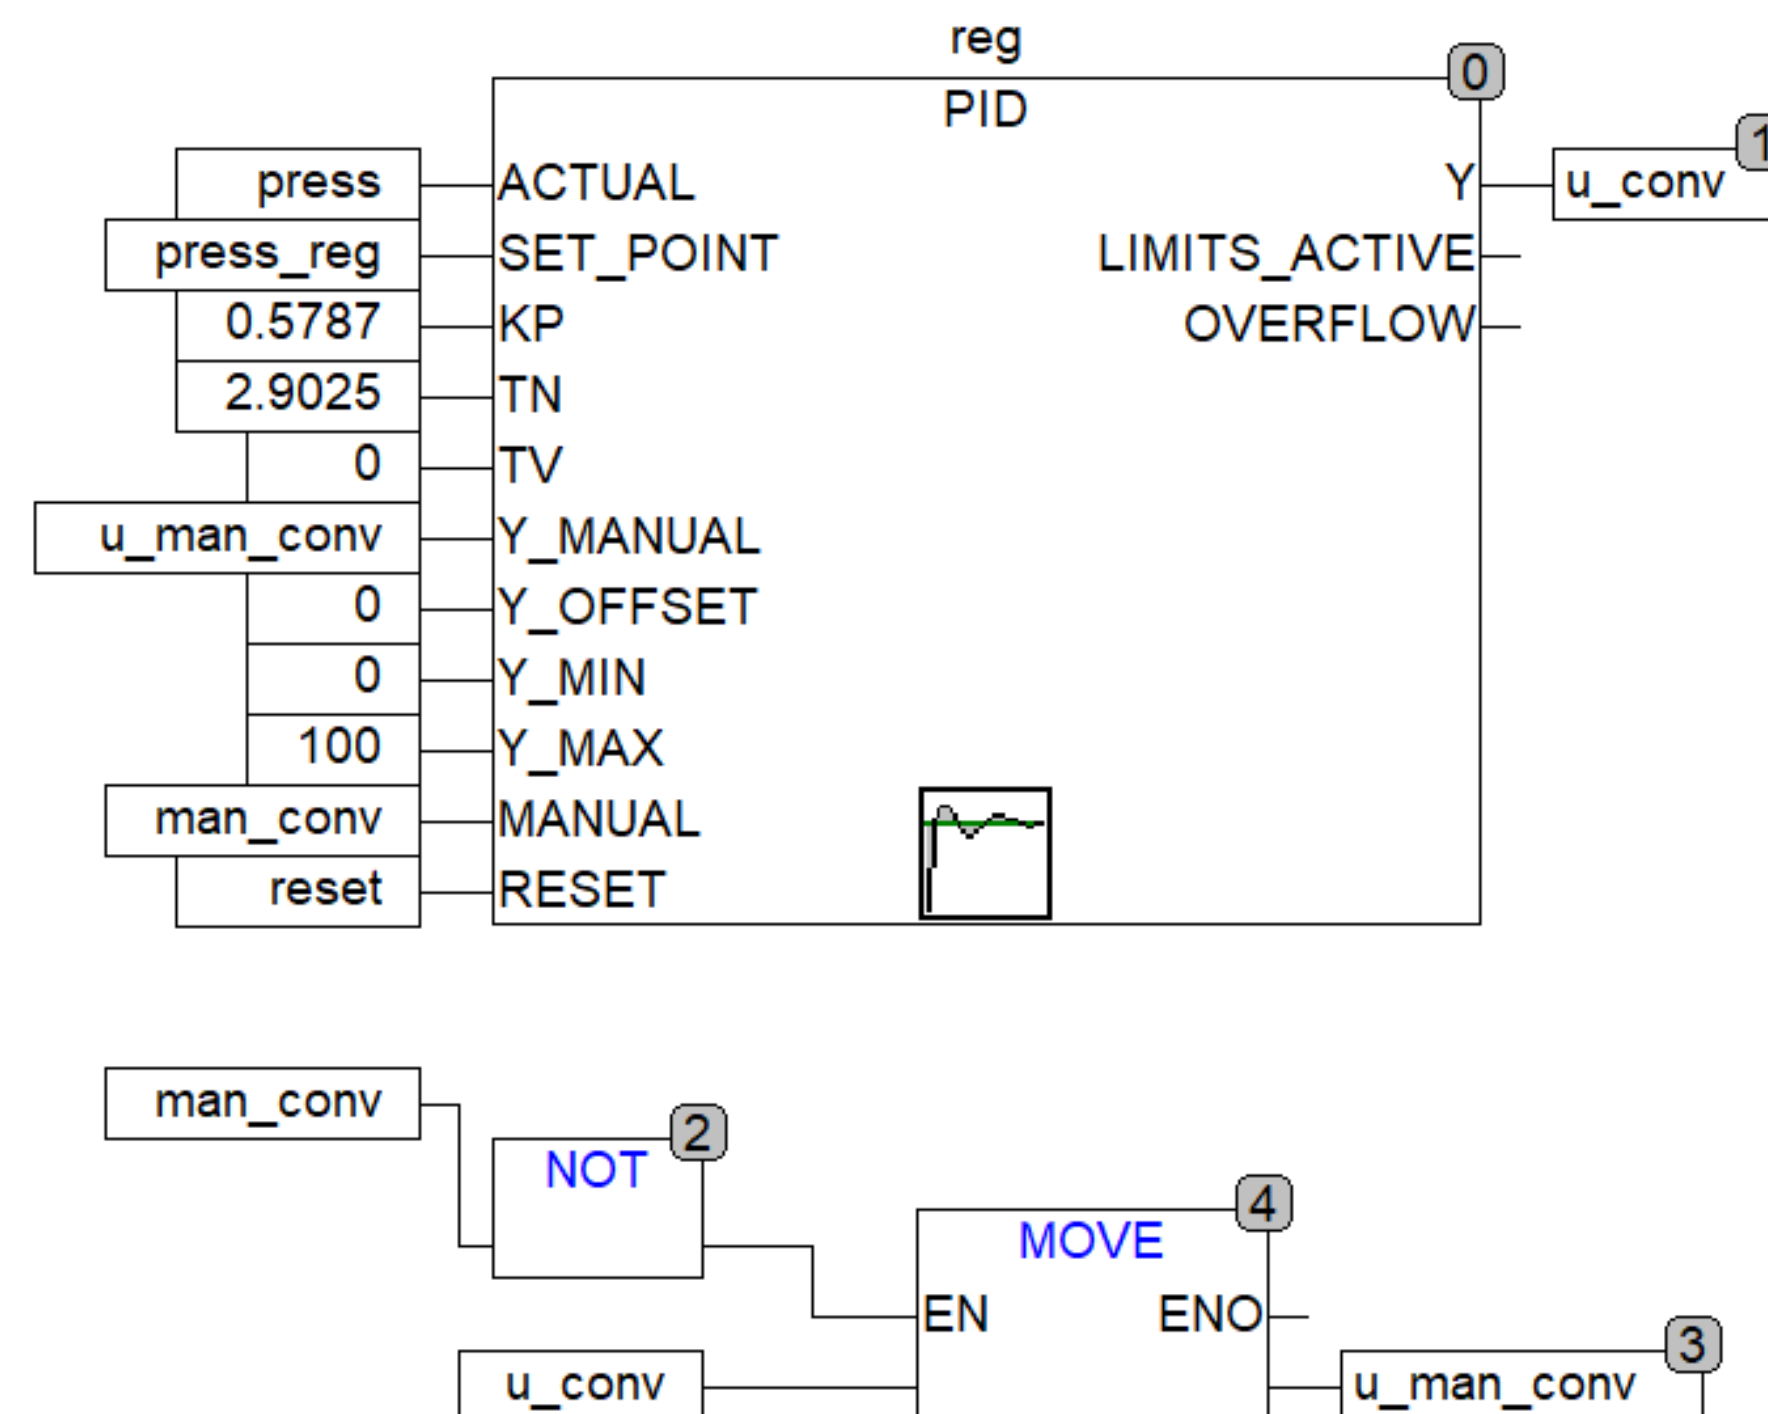 reg
0
PID
1
press ACTUAL Y u_conv
press_reg SET_POINT LIMITS_ACTIVE
0.5787 KP OVERFLOW
2.9025 TN
0 TV
u_man_conv Y_MANUAL
0 Y_OFFSET
0 Y_MIN
100 Y_MAX
man_conv MANUAL
reset RESET
man_conv
2
NOT
4
MOVE
EN ENO
3
u_conv u_man_conv